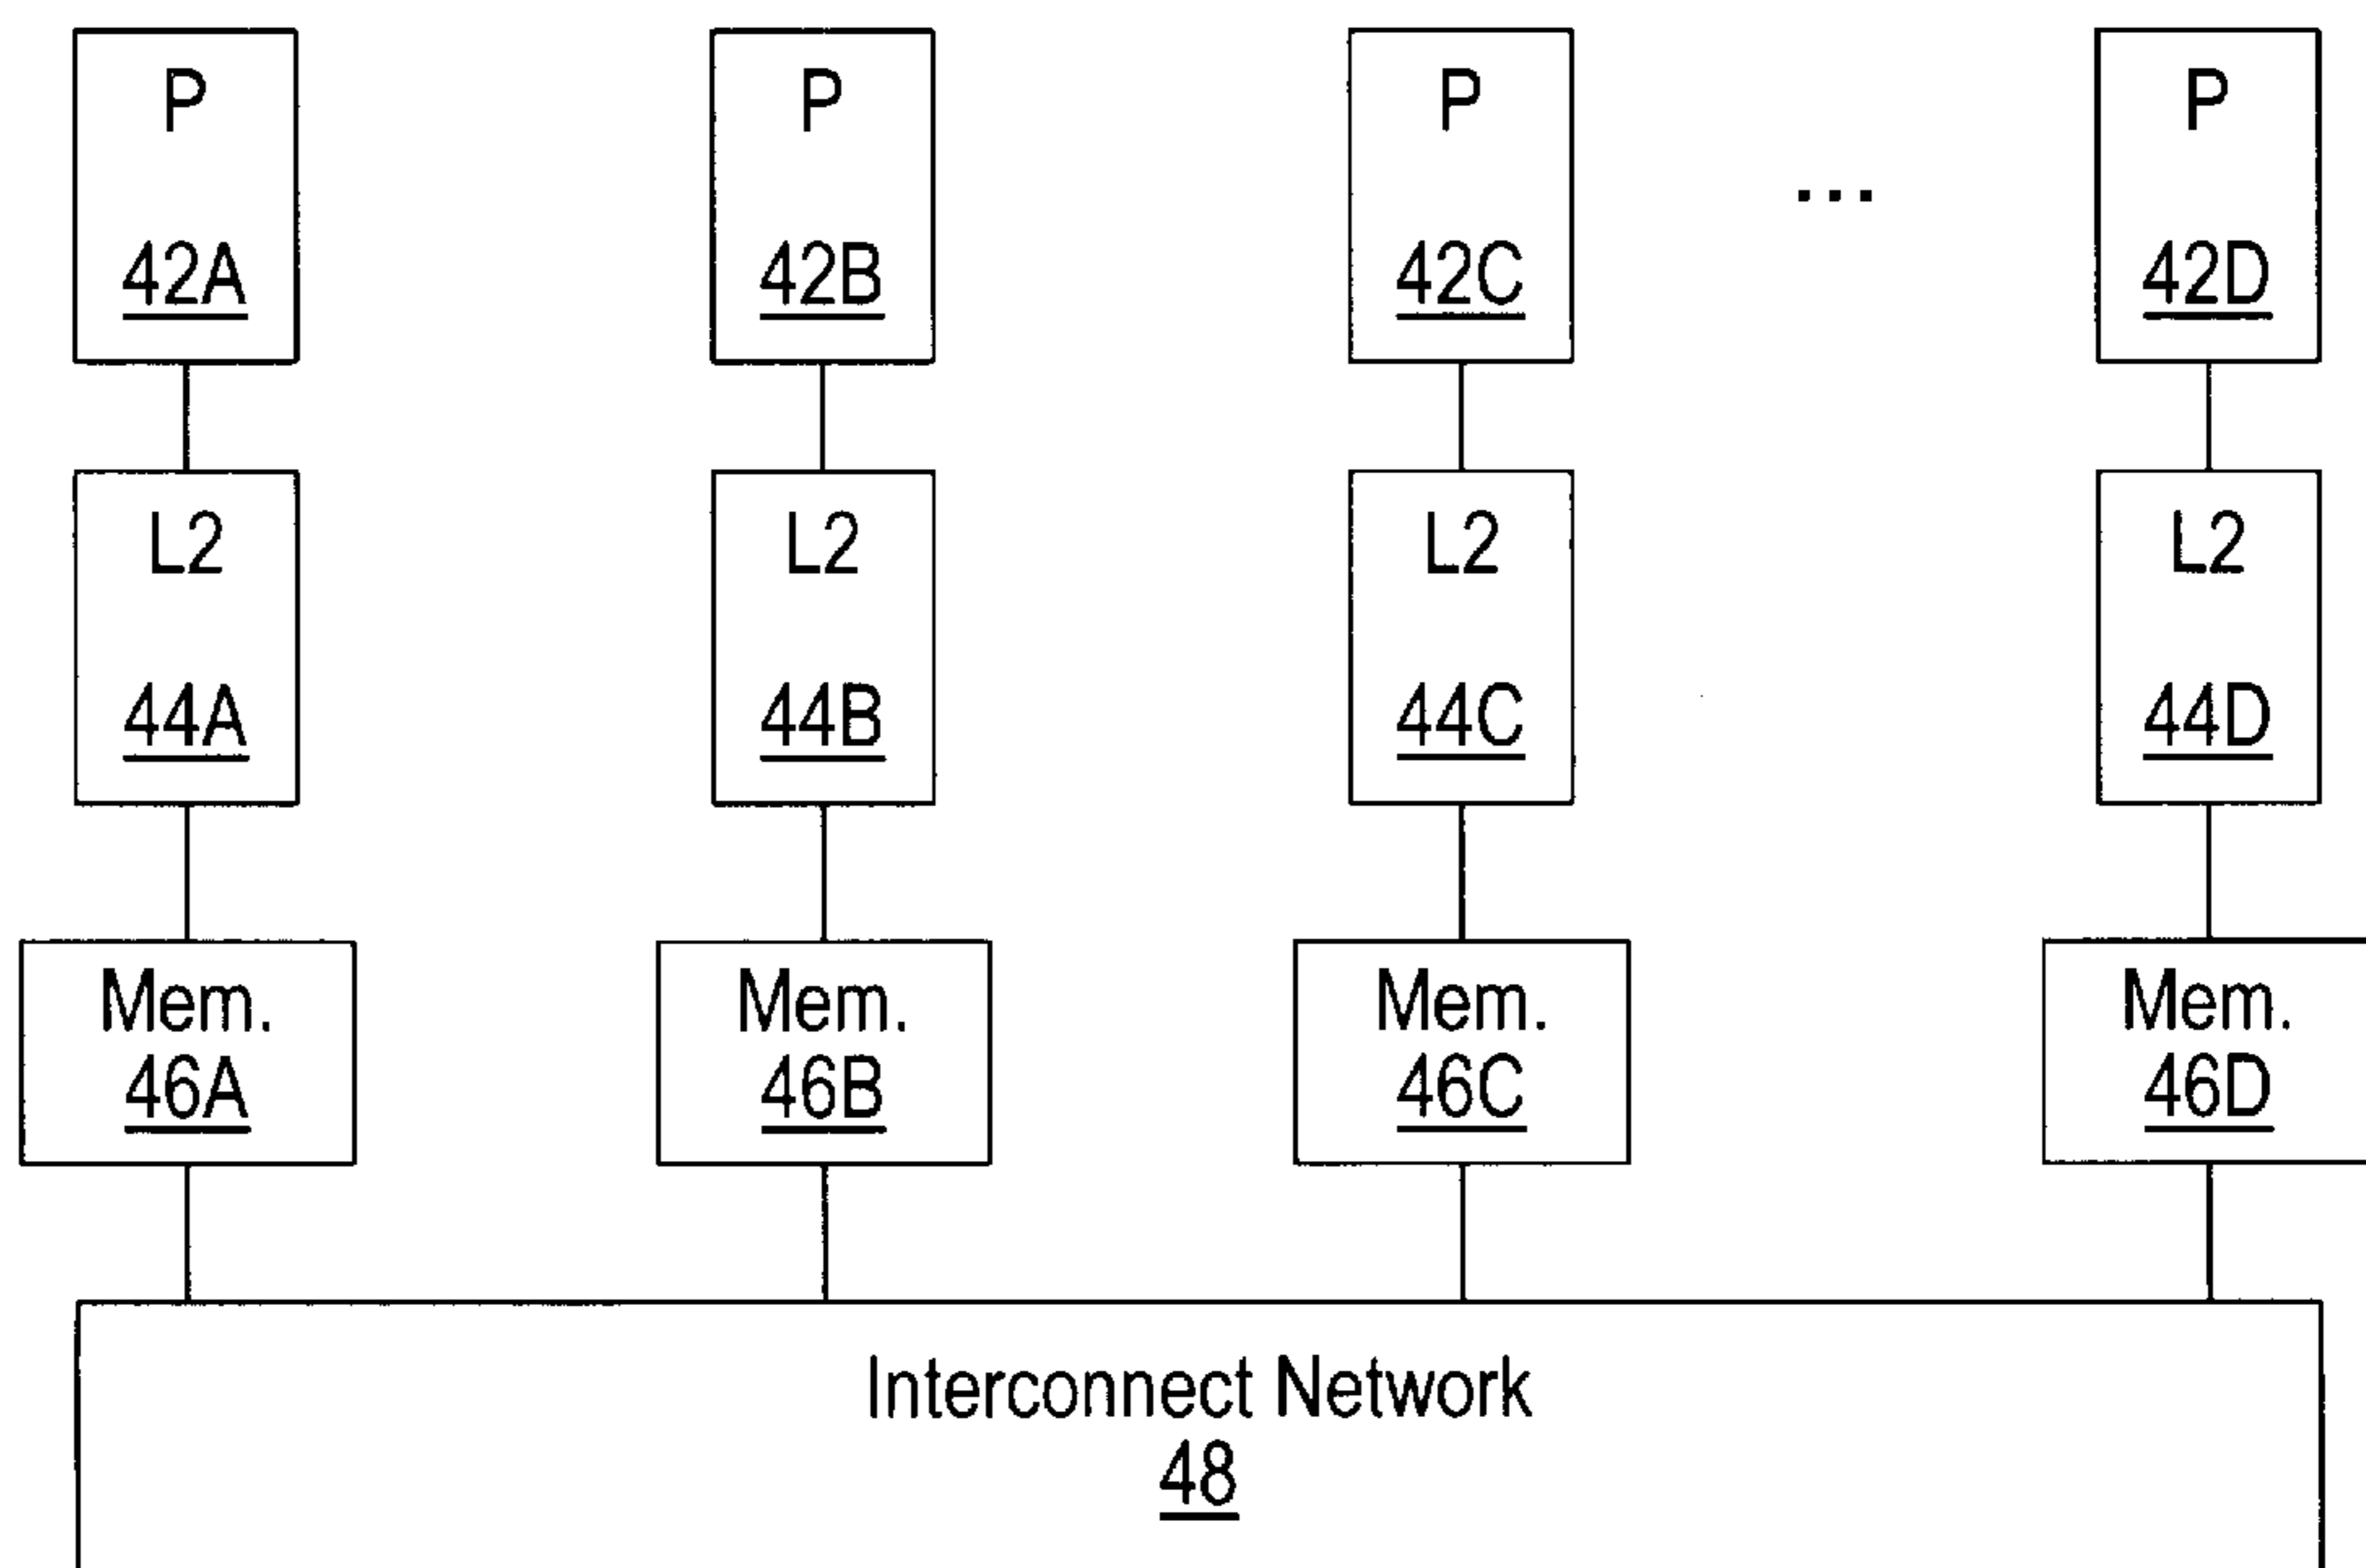 P P P P
...
42A 42B 42C 42D
L2 L2 L2 L2
44A 44B 44C 44D
Mem. Mem. Mem. Mem.
46A 46B 46C 46D
Interconnect Network
48